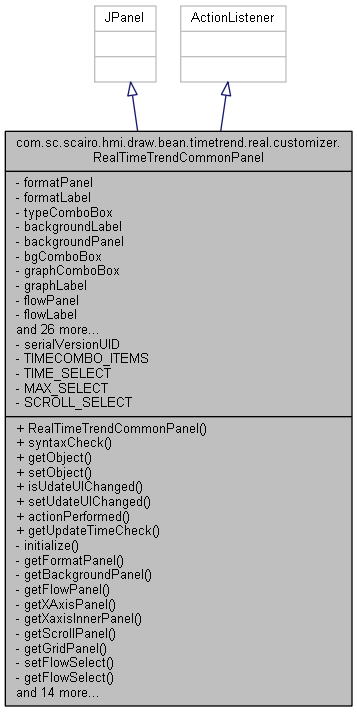 JPanel
ActionListener
com.sc.scairo.hmi.draw.bean.timetrend.real.customizer.
RealTimeTrendCommonPanel
- formatPanel
- formatLabel
- typeComboBox
- backgroundLabel
- backgroundPanel
- bgComboBox
- graphComboBox
- graphLabel
- flowPanel
- flowLabel
and 26 more...
- serialVersionUID
- TIMECOMBO_ITEMS
- TIME_SELECT
- MAX_SELECT
- SCROLL_SELECT
+ RealTimeTrendCommonPanel()
+ syntaxCheck()
+ getObject()
+ setObject()
+ isUdateUIChanged()
+ setUdateUIChanged()
+ actionPerformed()
+ getUpdateTimeCheck()
- initialize()
- getFormatPanel()
- getBackgroundPanel()
- getFlowPanel()
- getXAxisPanel()
- getXaxisInnerPanel()
- getScrollPanel()
- getGridPanel()
- setFlowSelect()
- getFlowSelect()
and 14 more...